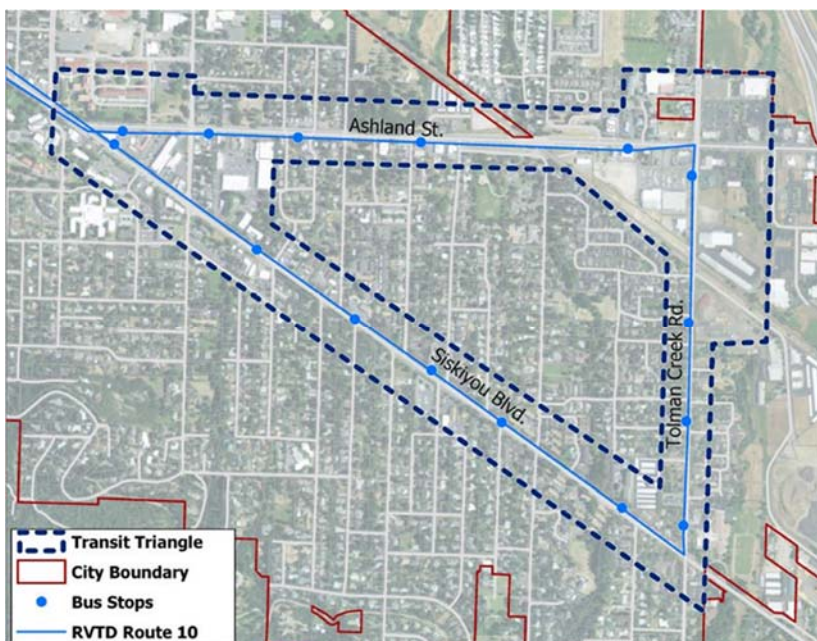 Ashland St.
Siskiyou Blvd.
Tolman Creek Rd.
Transit Triangle
City Boundary
Bus Stops
RVTD Route 10